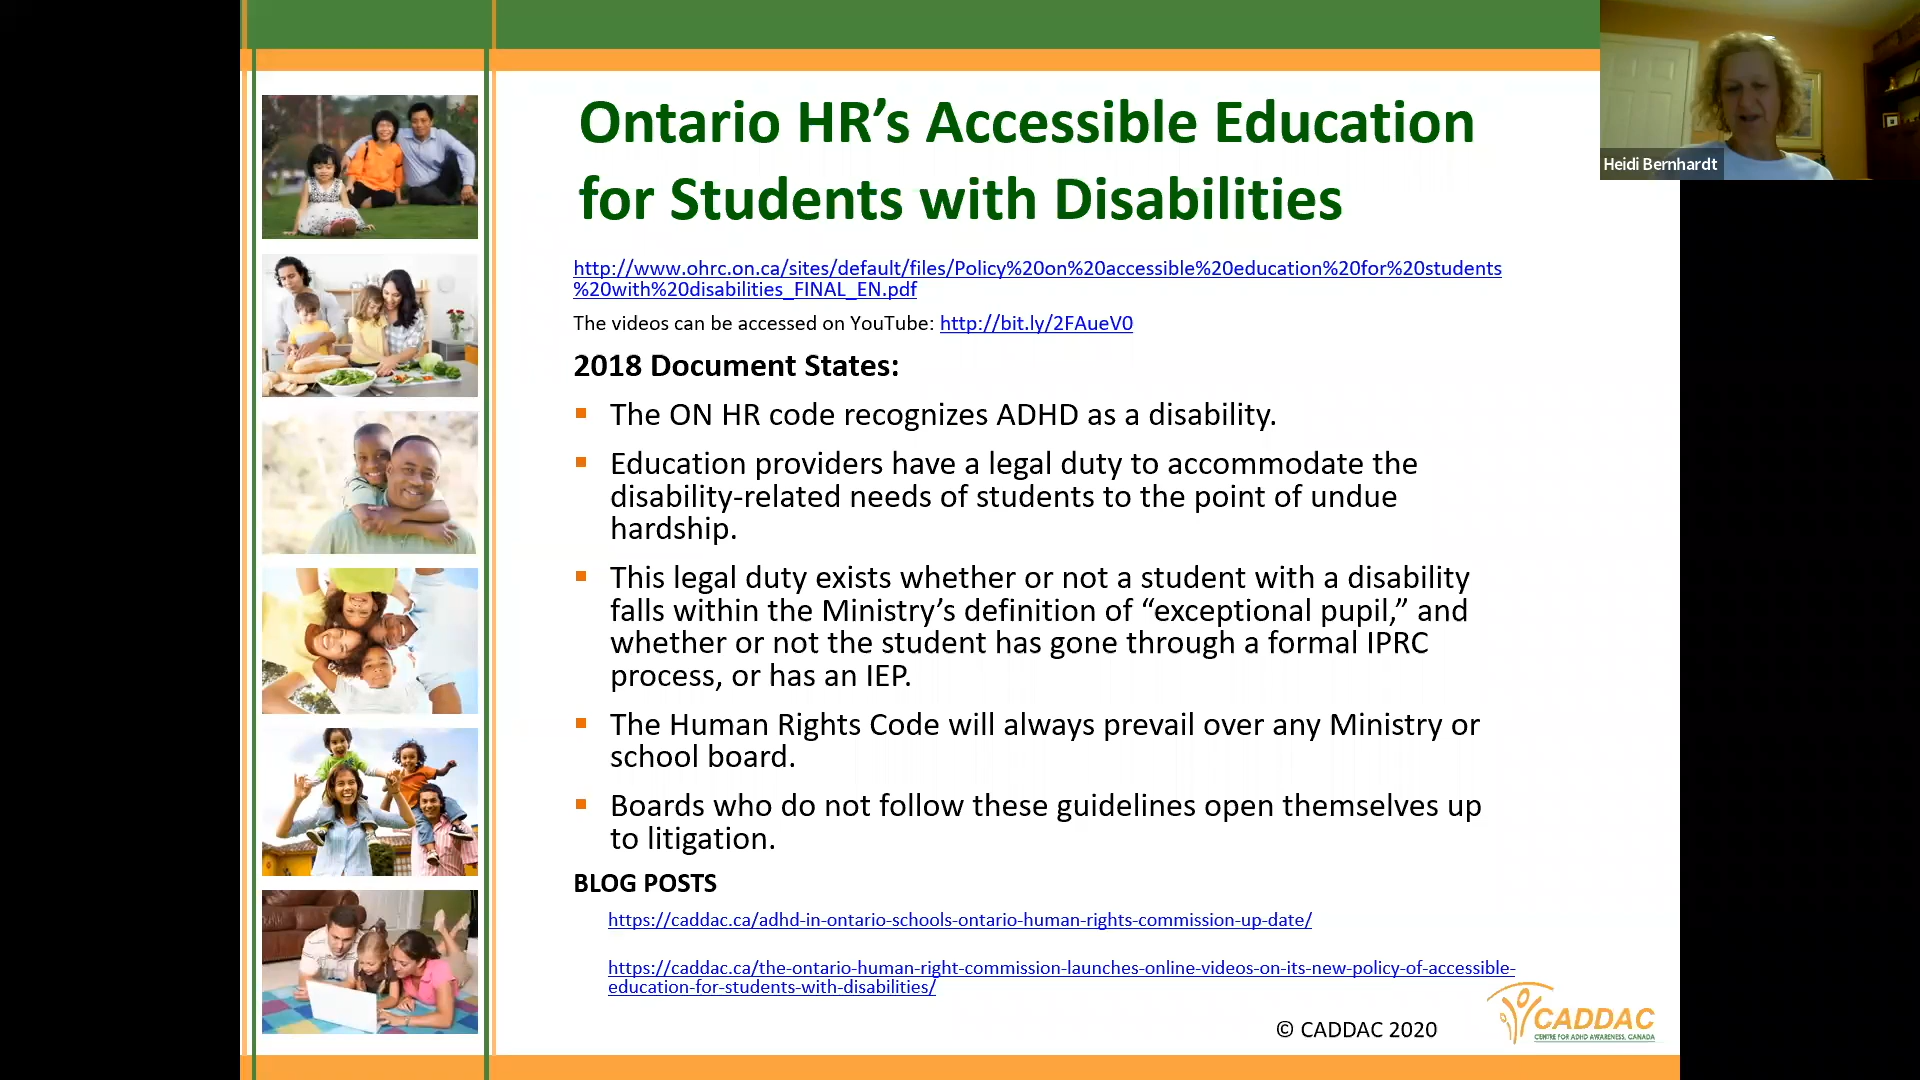 Ontario HR’s Accessible Education
for Students with Disabilities
Heidi Bernhardt
http://www.ohrc.on.ca/sites/default/files/Policy%20on%20accessible%20education%20for%20students
%20with%20disabilities_FINAL_EN.pdf
The videos can be accessed on YouTube: http://bit.ly/2FAueV0
2018 Document States:
▪ The ON HR code recognizes ADHD as a disability.
▪ Education providers have a legal duty to accommodate the
disability-related needs of students to the point of undue
hardship.
▪ This legal duty exists whether or not a student with a disability
falls within the Ministry’s definition of “exceptional pupil,” and
whether or not the student has gone through a formal IPRC
process, or has an IEP.
▪ The Human Rights Code will always prevail over any Ministry or
school board.
▪ Boards who do not follow these guidelines open themselves up
to litigation.
BLOG POSTS
https://caddac.ca/adhd-in-ontario-schools-ontario-human-rights-commission-up-date/
https://caddac.ca/the-ontario-human-right-commission-launches-online-videos-on-its-new-policy-of-accessible-
education-for-students-with-disabilities/
© CADDAC 2020
CADDAC
CENTRE FOR ADHD AWARENESS, CANADA